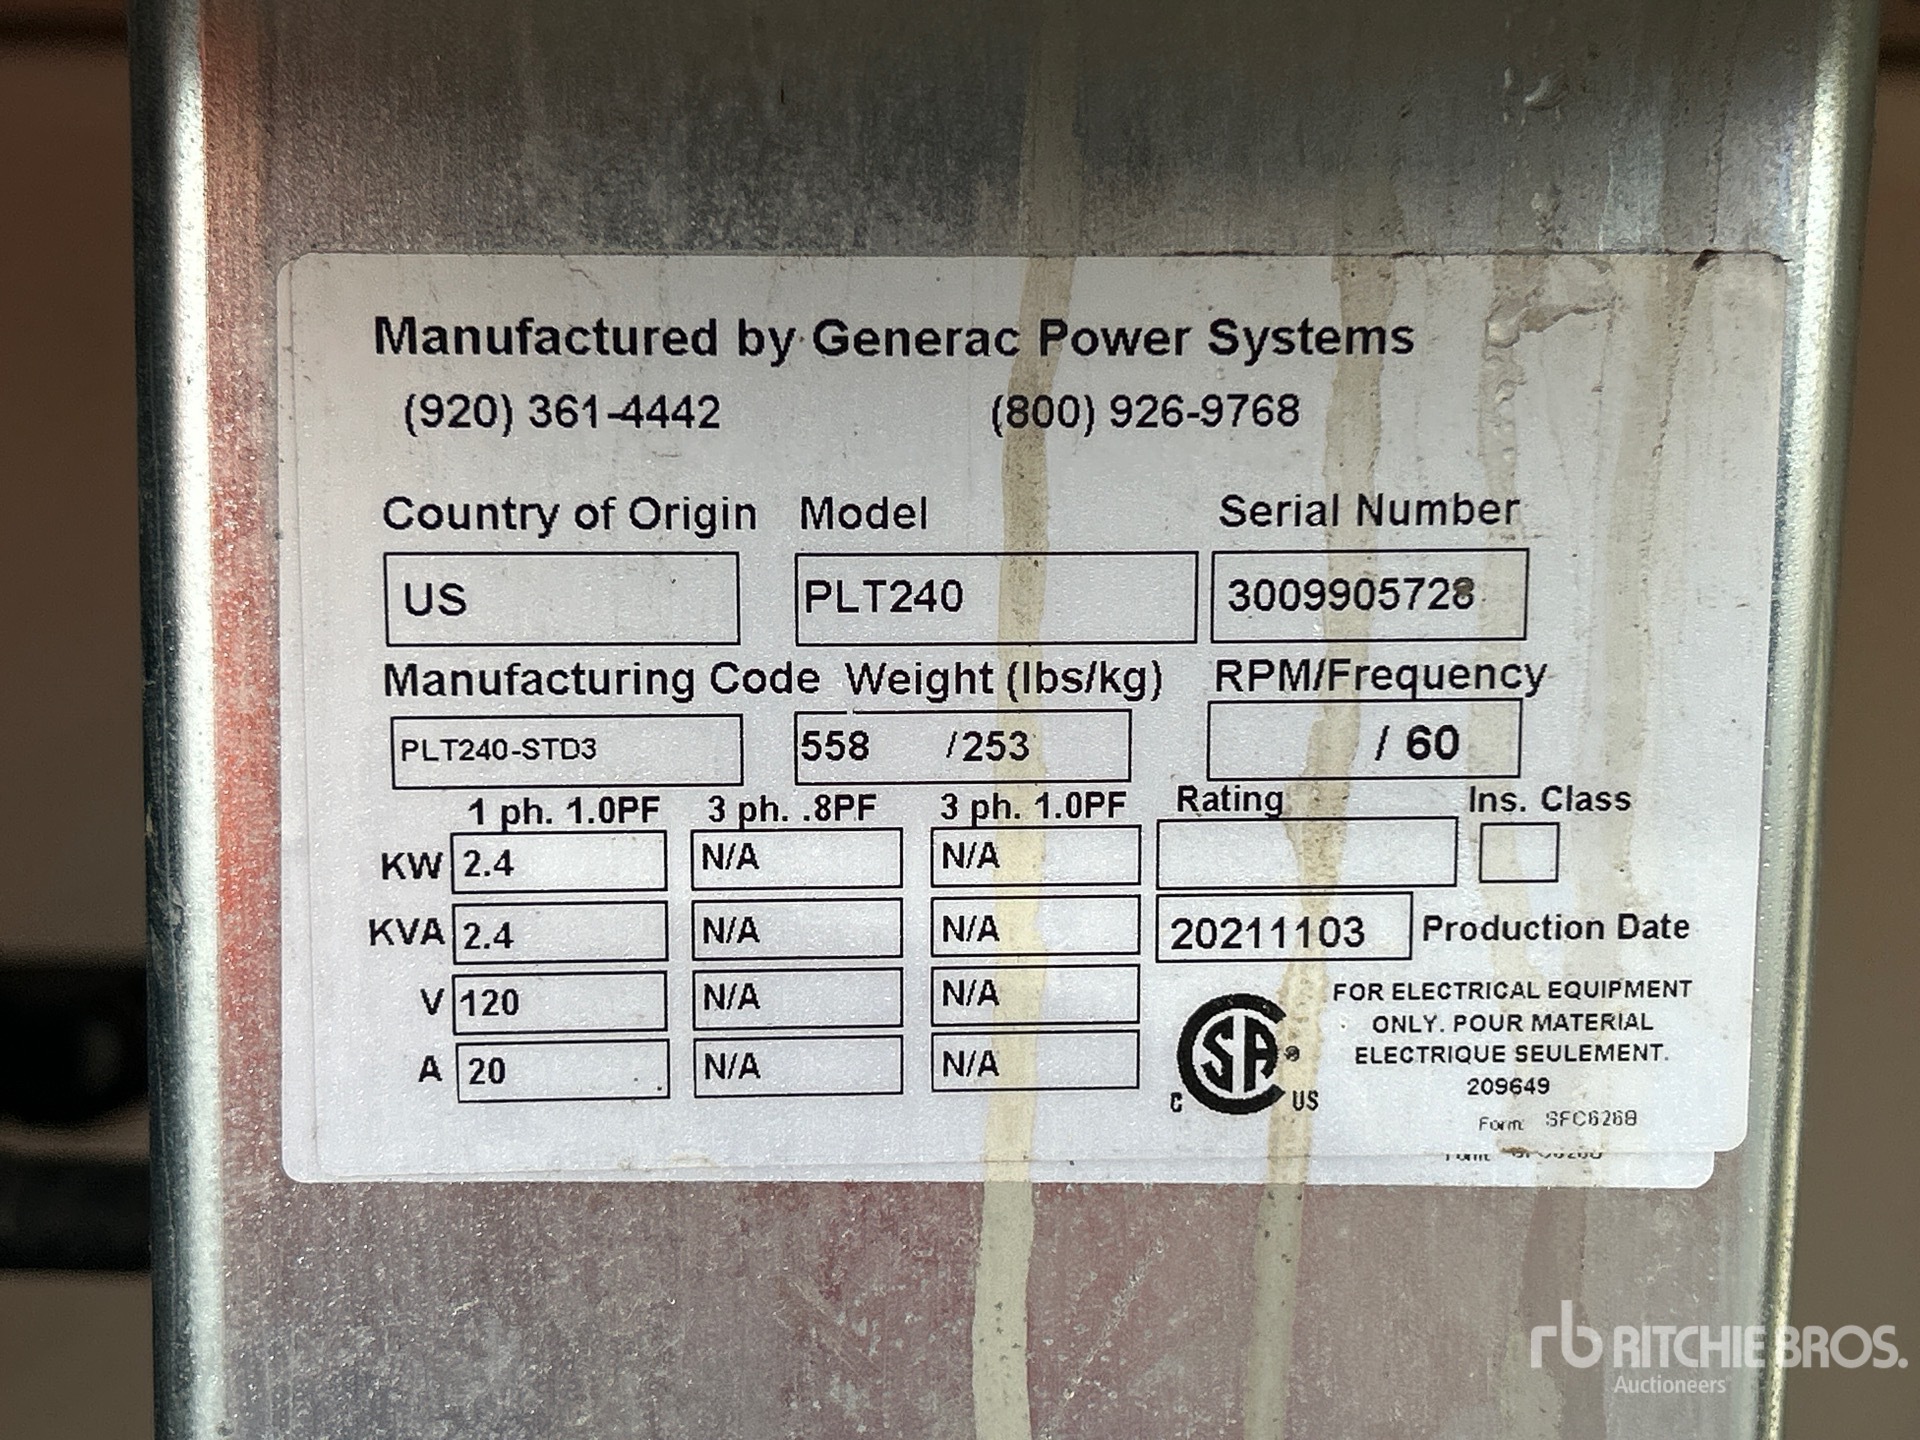 Manufactured by Generac Power Systems
(920) 361-4442 (800) 926-9768
Country of Origin Model Serial Number
US PLT240 3009905728
Manufacturing Code Weight (lbs/kg) RPM/Frequency
PLT240-STD3 558 /253 / 60
1 ph. 1.0PF 3 ph. .8PF 3 ph. 1.0PF Rating Ins. Class
KW 2.4 N/A N/A
KVA 2.4 N/A N/A 20211103 Production Date
V 120 N/A N/A
A 20 N/A N/A
FOR ELECTRICAL EQUIPMENT
ONLY. POUR MATERIAL
ELECTRIQUE SEULEMENT.
209649
CSA ®
C US
Form: SFC6268
rb RITCHIE BROS.
Auctioneers